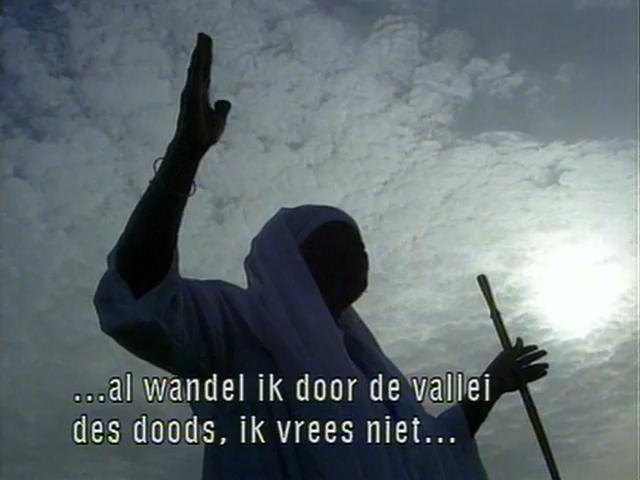 ...al wandel ik door de vallei
des doods, ik vrees niet...